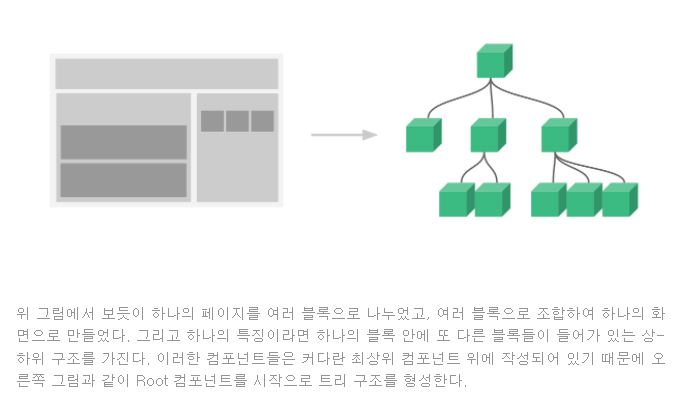 위 그림에서 보듯이 하나의 페이지를 여러 블록으로 나누었고, 여러 블록으로 조합하여 하나의 화
면으로 만들었다. 그리고 하나의 특징이라면 하나의 블록 안에 또 다른 블록들이 들어가 있는 상-
하위 구조를 가진다. 이러한 컴포넌트들은 커다란 최상위 컴포넌트 위에 작성되어 있기 때문에 오
른쪽 그림과 같이 Root 컴포넌트를 시작으로 트리 구조를 형성한다.